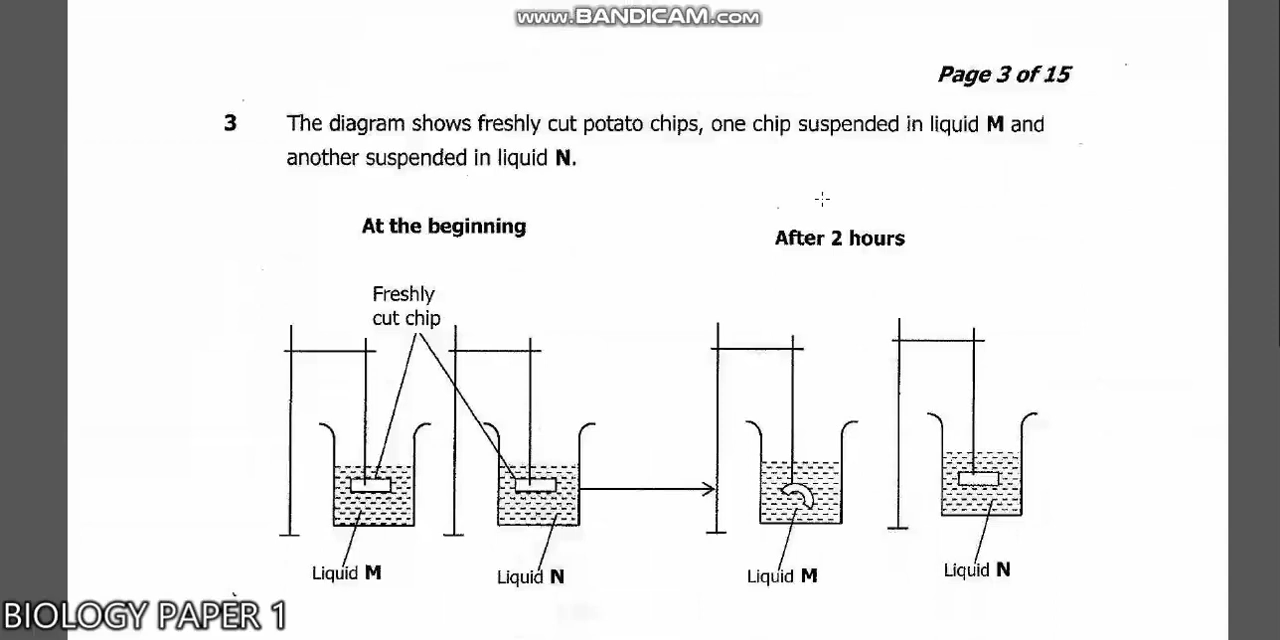 www.BANDICAM.com
Page 3 of 15
3 The diagram shows freshly cut potato chips, one chip suspended in liquid M and
another suspended in liquid N.
At the beginning
After 2 hours
Freshly
cut chip
Liquid M
Liquid N
Liquid M
Liquid N
BIOLOGY PAPER 1